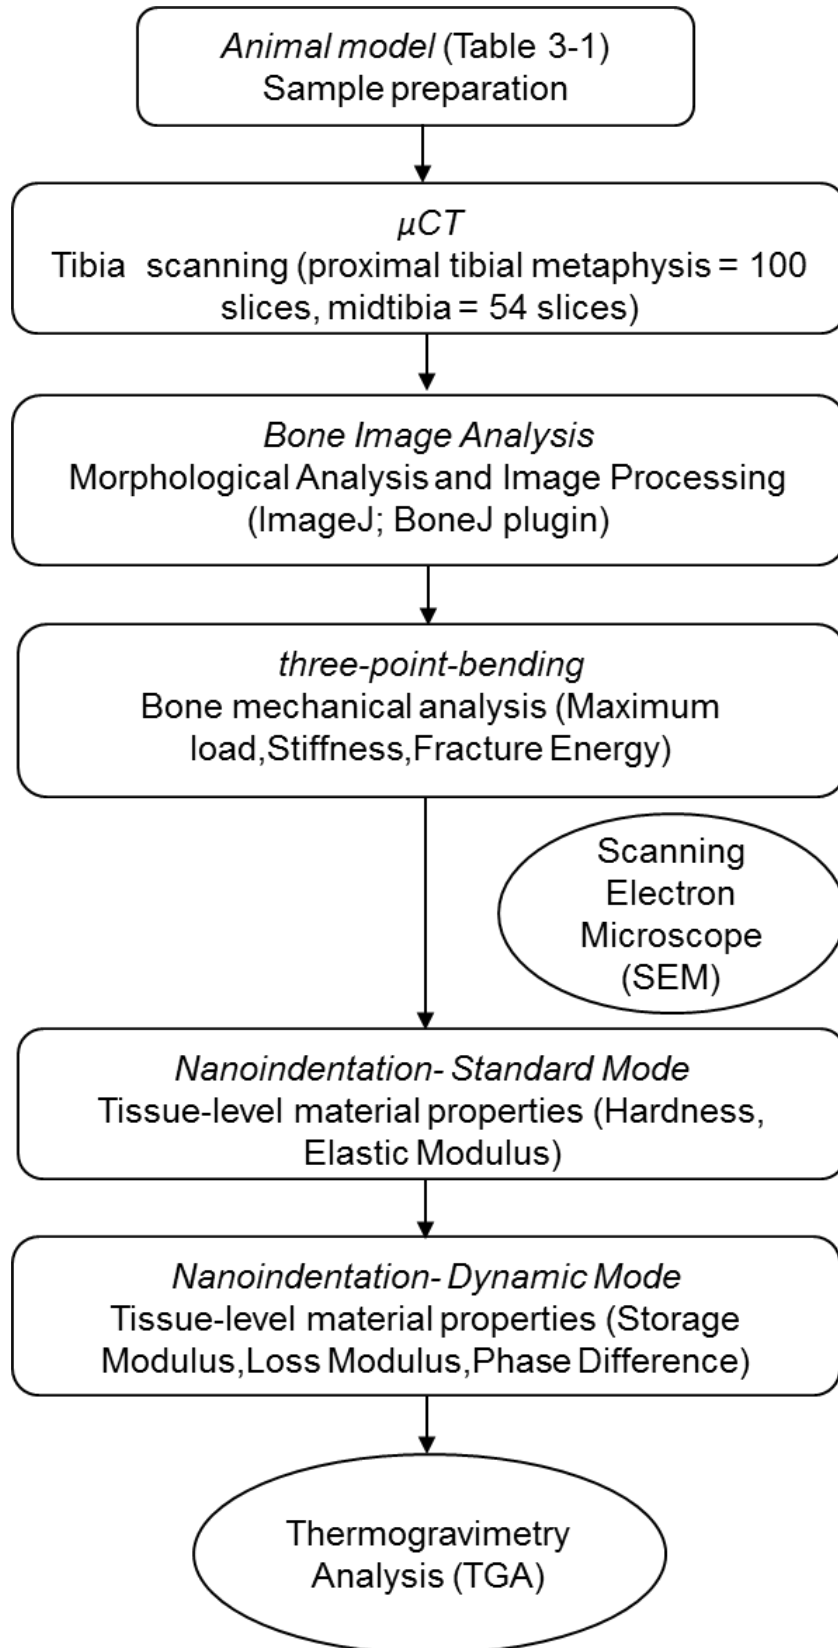 Animal model (Table 3-1)
Sample preparation
μCT
Tibia scanning (proximal tibial metaphysis = 100
slices, midtibia = 54 slices)
Bone Image Analysis
Morphological Analysis and Image Processing
(ImageJ; BoneJ plugin)
three-point-bending
Bone mechanical analysis (Maximum
load,Stiffness,Fracture Energy)
Scanning
Electron
Microscope
(SEM)
Nanoindentation- Standard Mode
Tissue-level material properties (Hardness,
Elastic Modulus)
Nanoindentation- Dynamic Mode
Tissue-level material properties (Storage
Modulus,Loss Modulus,Phase Difference)
Thermogravimetry
Analysis (TGA)